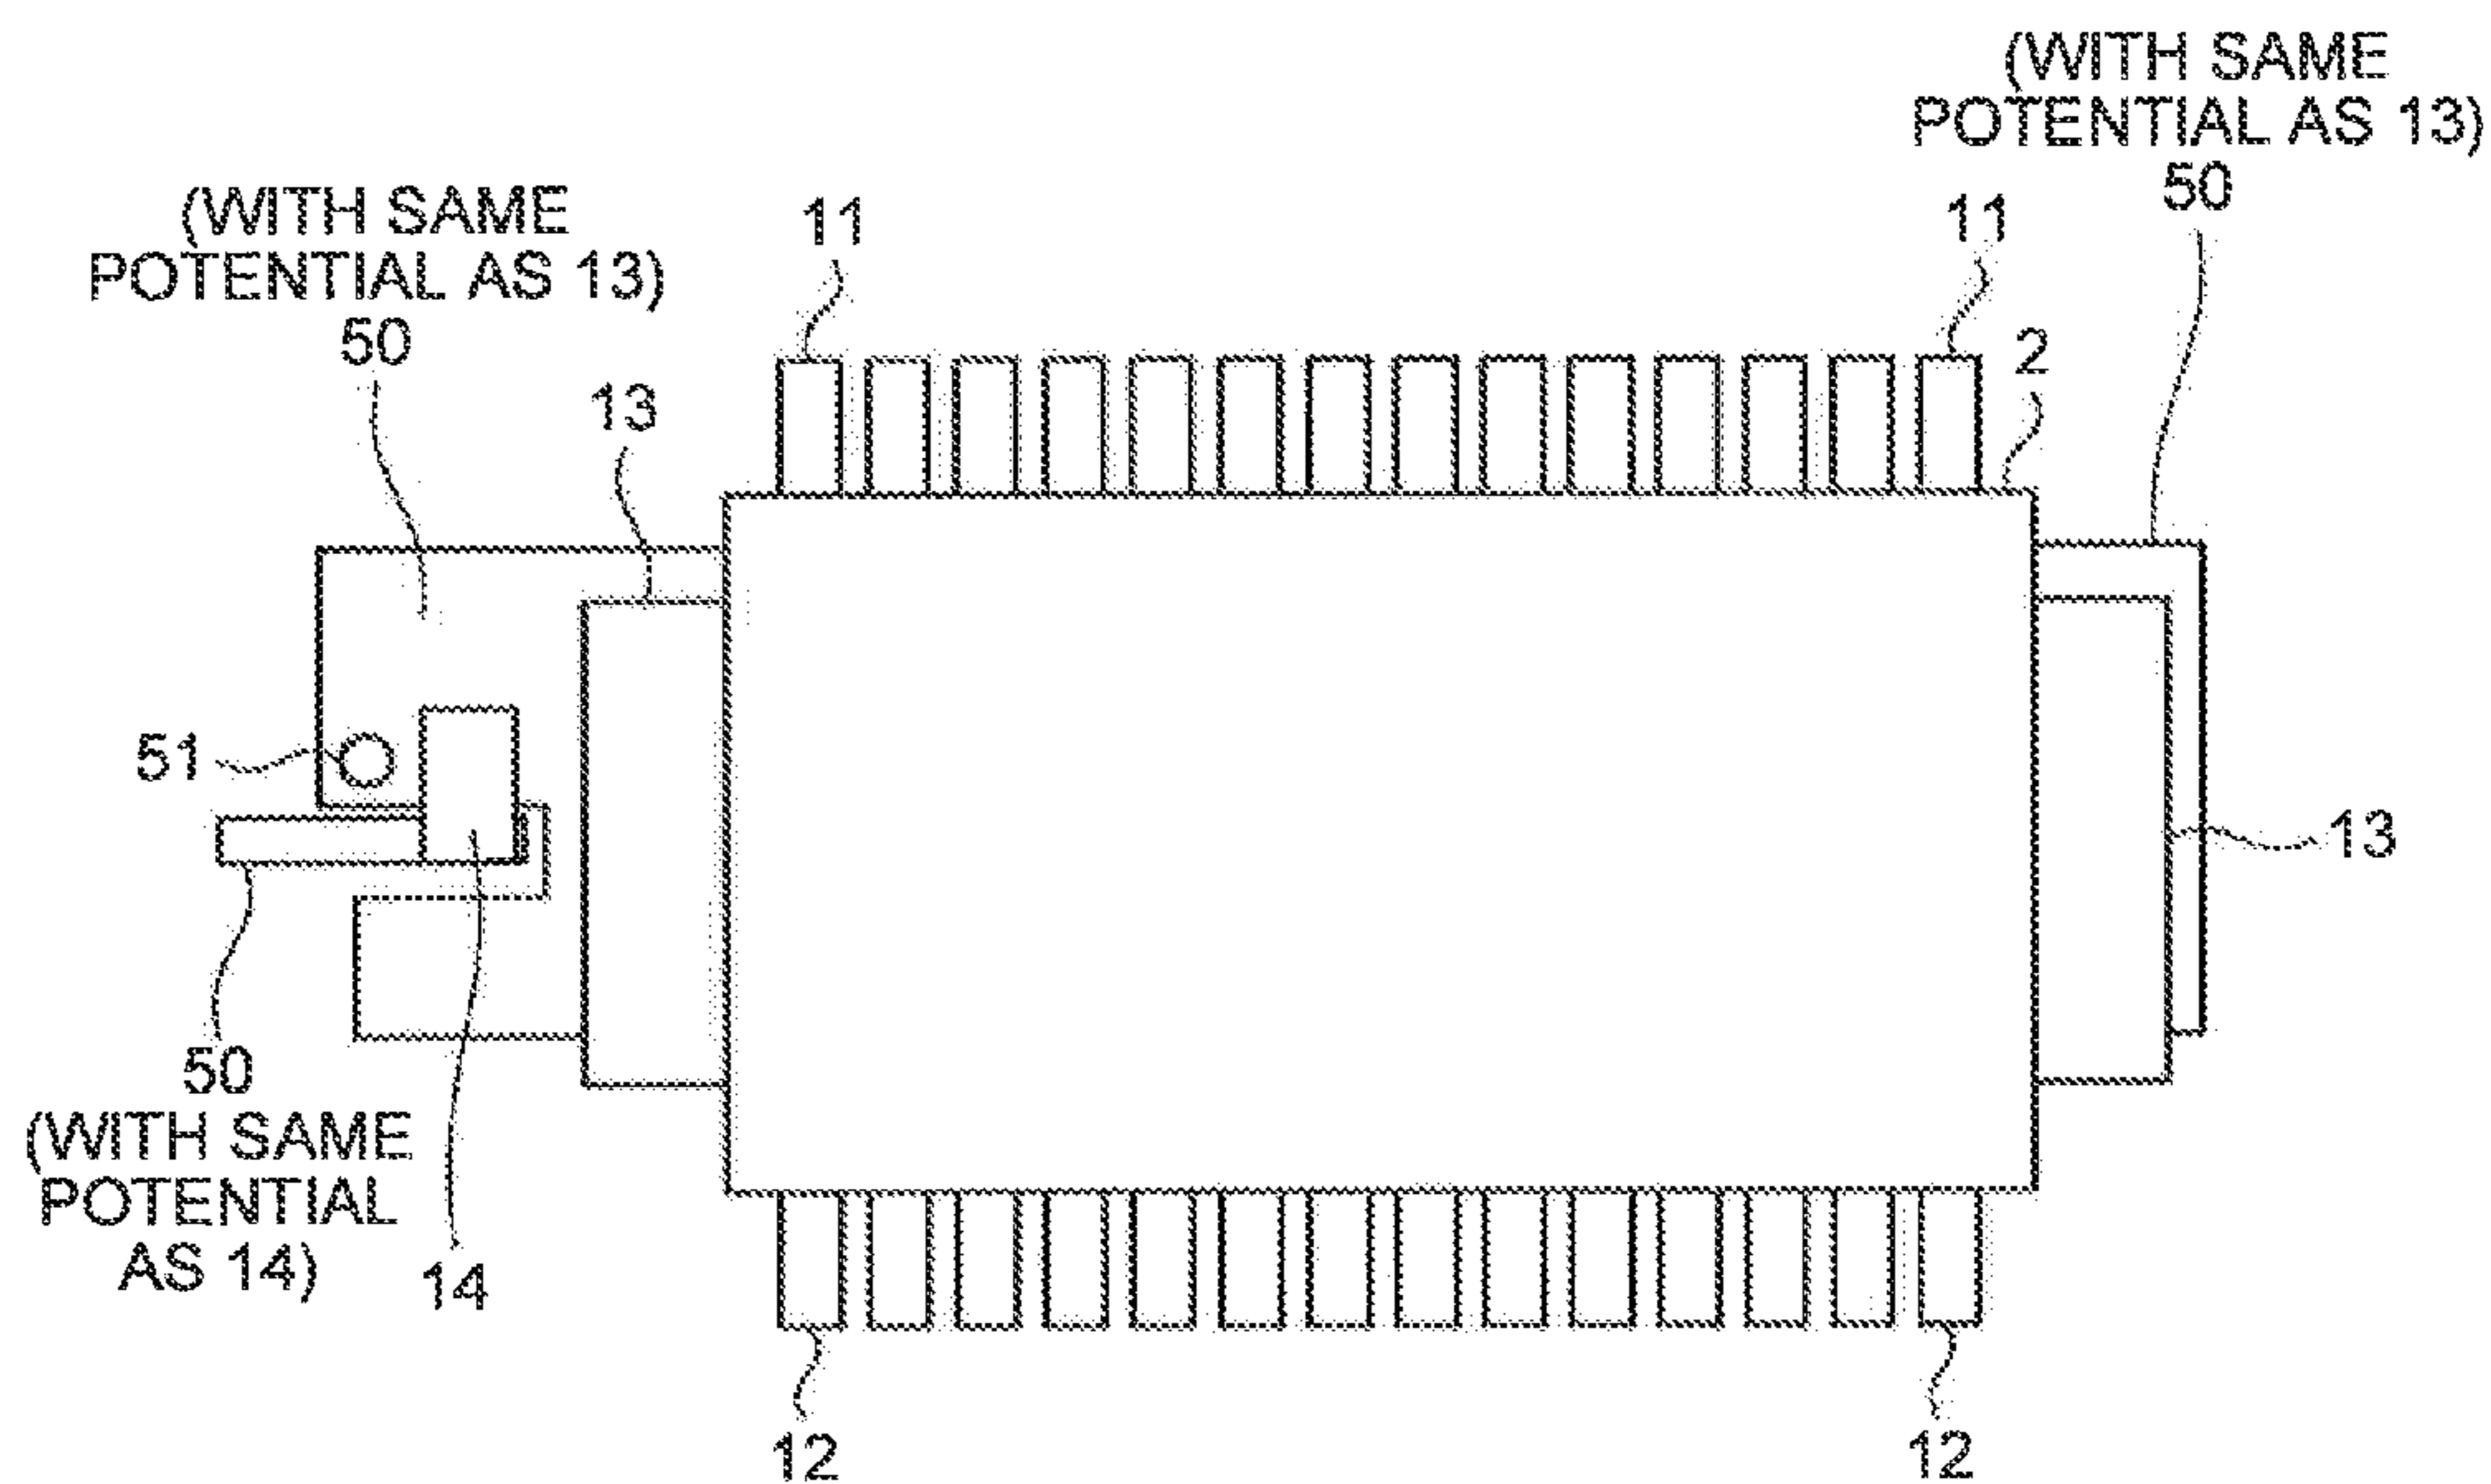 (WITH SAME
POTENTIAL AS 13)
50
(WITH SAME
POTENTIAL AS 13)
50
11
11
2
13
51
13
50
(WITH SAME
POTENTIAL
AS 14)
14
12
12